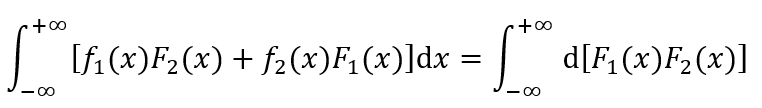 ∫_{-∞}^{+∞} [f₁(x)F₂(x) + f₂(x)F₁(x)]dx = ∫_{-∞}^{+∞} d[F₁(x)F₂(x)]